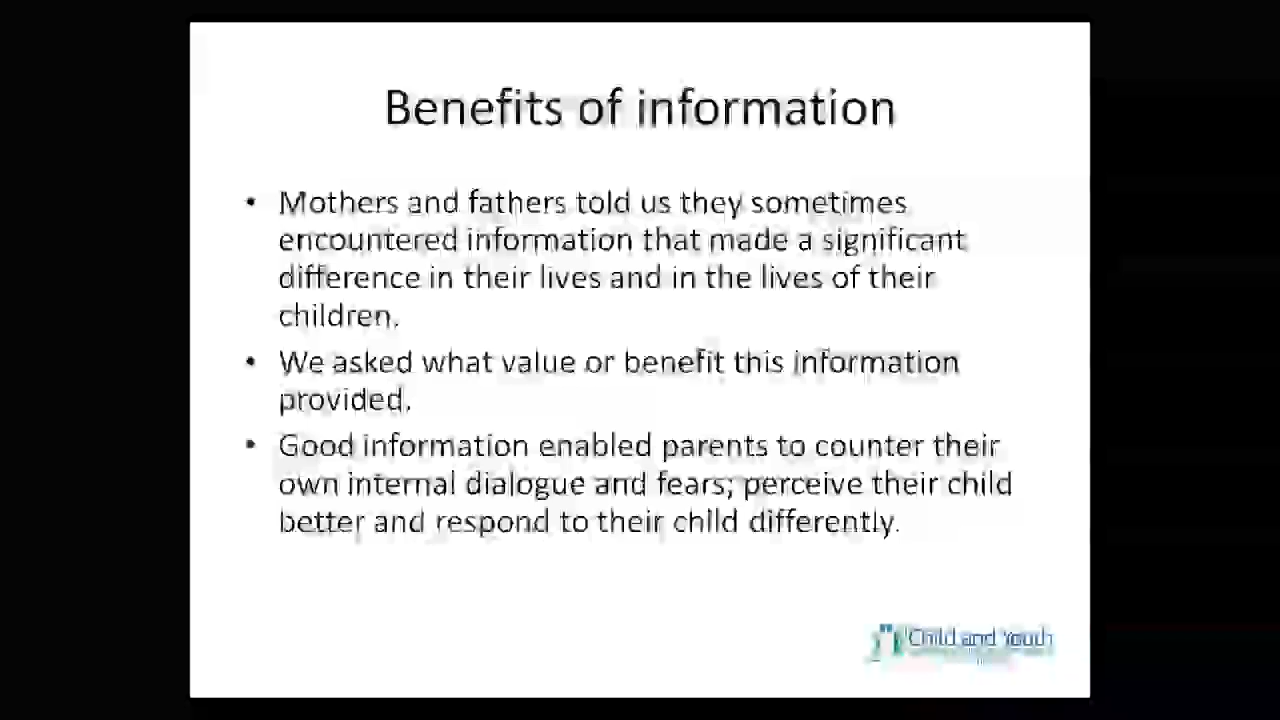 Benefits of information
• Mothers and fathers told us they sometimes
encountered information that made a significant
difference in their lives and in the lives of their
children.
• We asked what value or benefit this information
provided.
• Good information enabled parents to counter their
own internal dialogue and fears; perceive their child
better and respond to their child differently.
Child and Youth